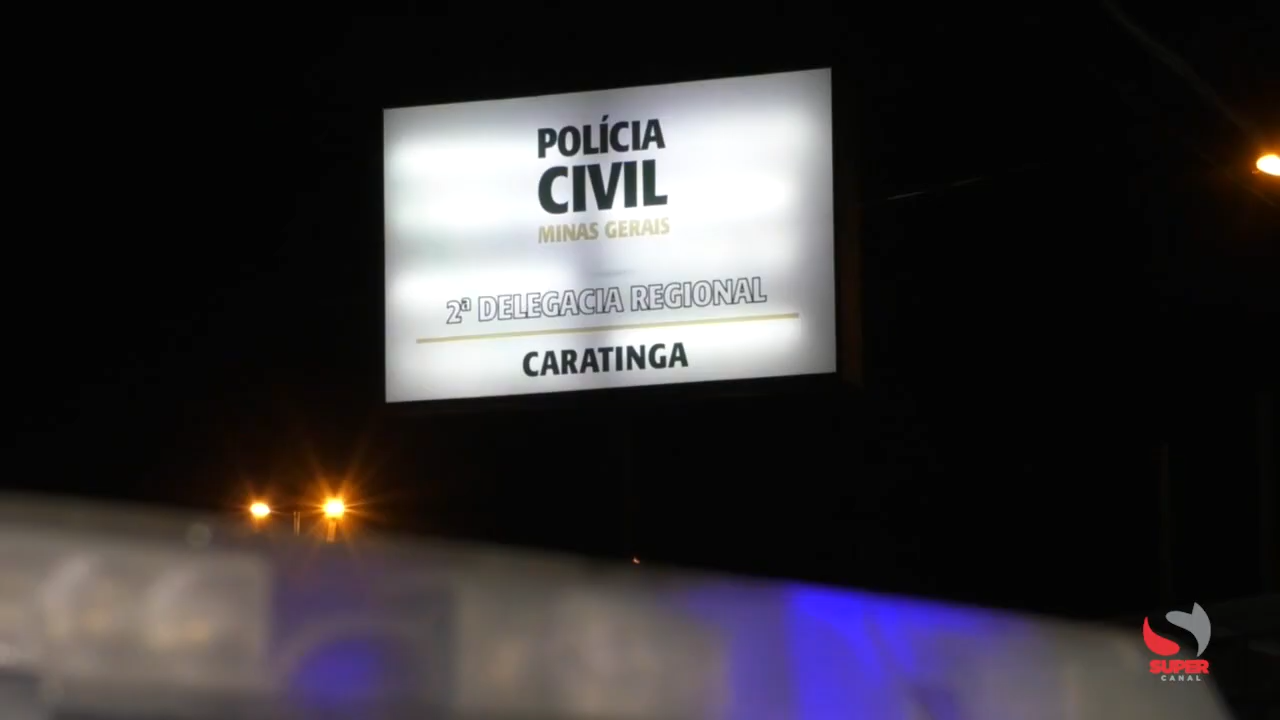 POLÍCIA
CIVIL
MINAS GERAIS
2ª DELEGACIA REGIONAL
CARATINGA
SUPER
CANAL